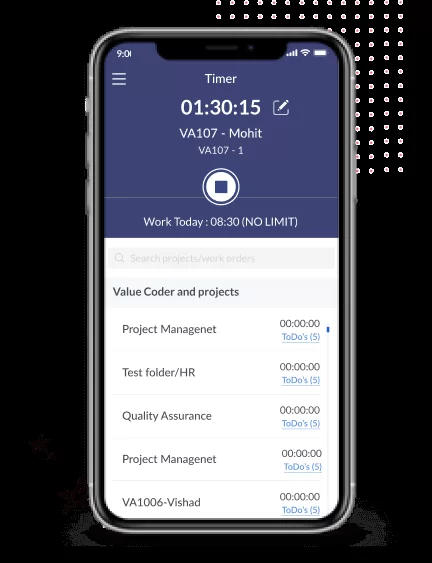 9:00
Timer
01:30:15
VA107 - Mohit
VA107 - 1
Work Today : 08:30 (NO LIMIT)
Search projects/work orders
Value Coder and projects
Project Managenet 00:00:00
ToDo's (5)
Test folder/HR 00:00:00
ToDo's (5)
Quality Assurance 00:00:00
ToDo's (5)
Project Managenet 00:00:00
ToDo's (5)
VA1006-Vishad 00:00:00
ToDo's (5)